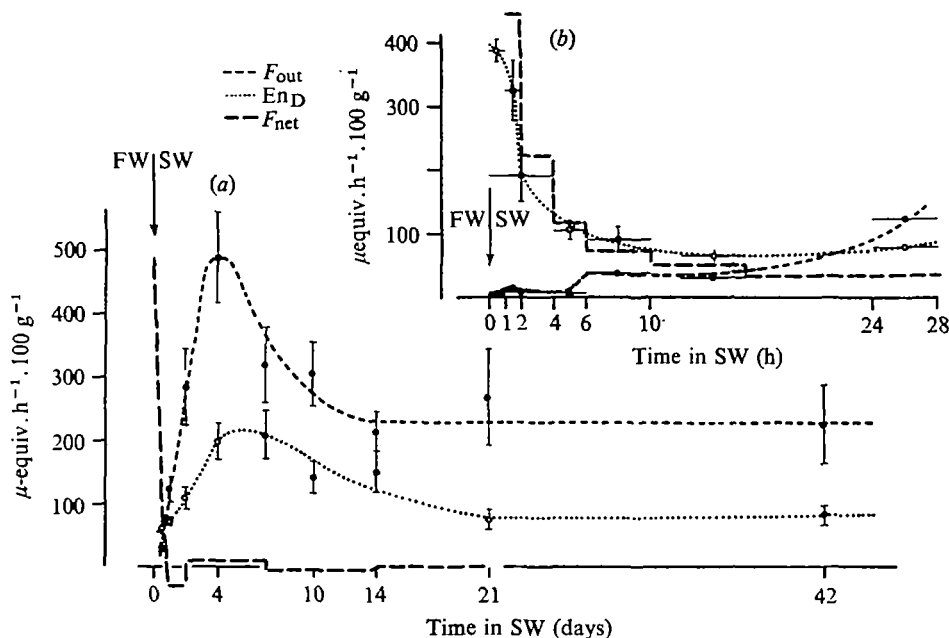 400
300
100
μequiv. h⁻¹. 100 g⁻¹
(b)
FW SW
0 1 2 4 6 10 24 28
Time in SW (h)
F_out
En_D
F_net
FW SW
(a)
500
400
300
200
100
μ-equiv. h⁻¹. 100 g⁻¹
0 4 10 14 21 42
Time in SW (days)